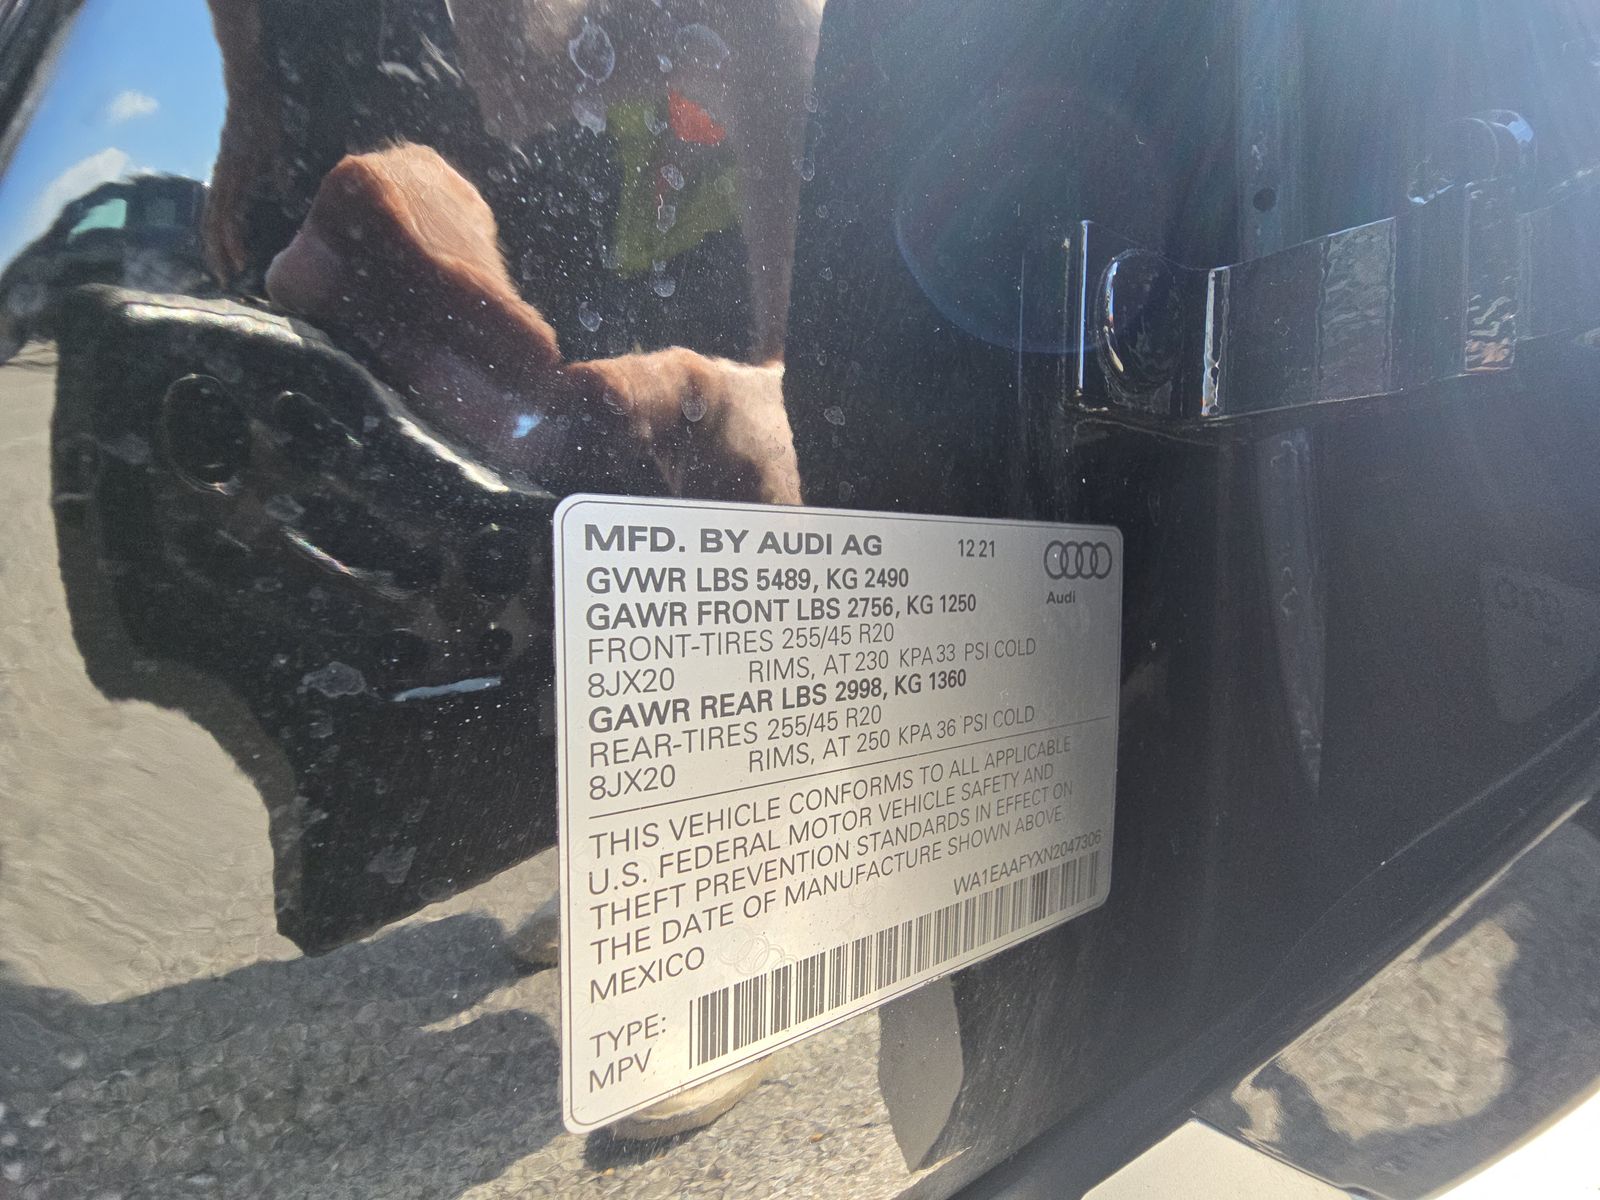 MFD. BY AUDI AG 12 21
GVWR LBS 5489, KG 2490
GAWR FRONT LBS 2756, KG 1250
FRONT-TIRES 255/45 R20
8JX20 RIMS, AT 230 KPA 33 PSI COLD
GAWR REAR LBS 2998, KG 1360
REAR-TIRES 255/45 R20
8JX20 RIMS, AT 250 KPA 36 PSI COLD
Audi
THIS VEHICLE CONFORMS TO ALL APPLICABLE
U.S. FEDERAL MOTOR VEHICLE SAFETY AND
THEFT PREVENTION STANDARDS IN EFFECT ON
THE DATE OF MANUFACTURE SHOWN ABOVE.
MEXICO WA1EAAFYXN2047306
TYPE:
MPV